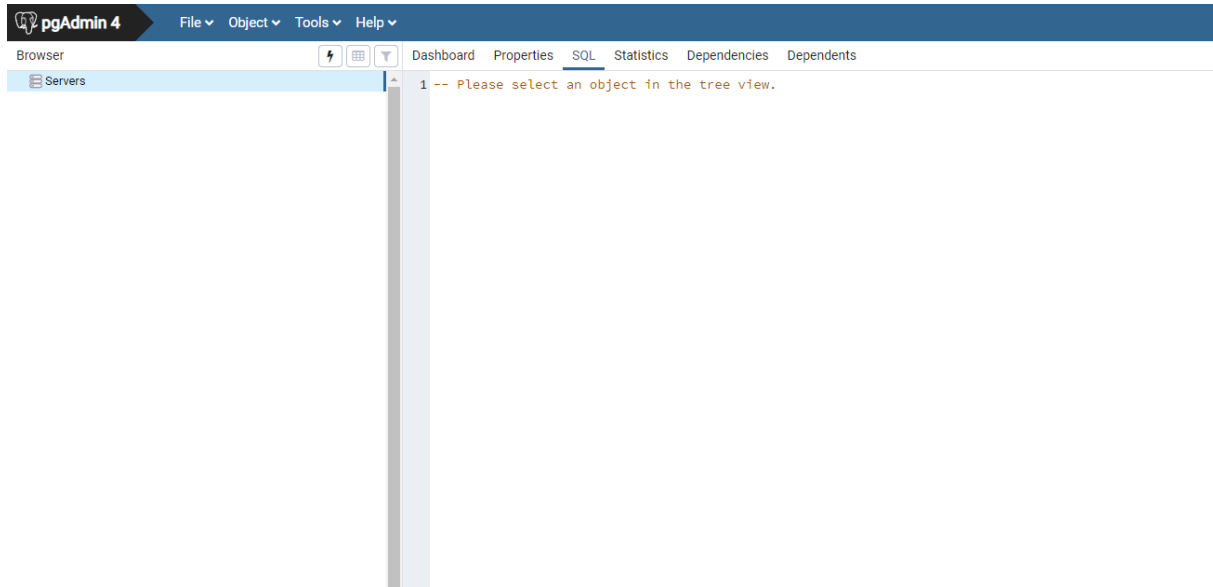 pgAdmin 4 File Object Tools Help
Browser Dashboard Properties SQL Statistics Dependencies Dependents
Servers
1 -- Please select an object in the tree view.